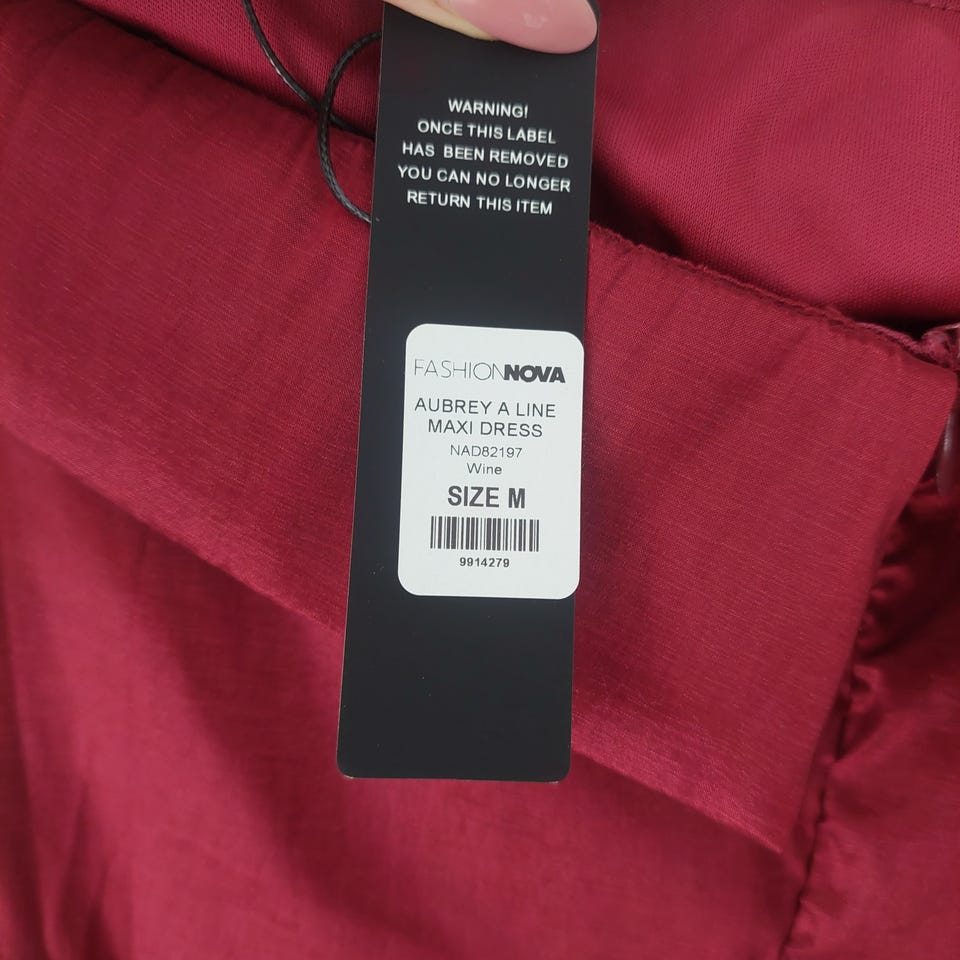 WARNING!
ONCE THIS LABEL
HAS BEEN REMOVED
YOU CAN NO LONGER
RETURN THIS ITEM
FASHIONNOVA
AUBREY A LINE
MAXI DRESS
NAD82197
Wine
SIZE M
9914279